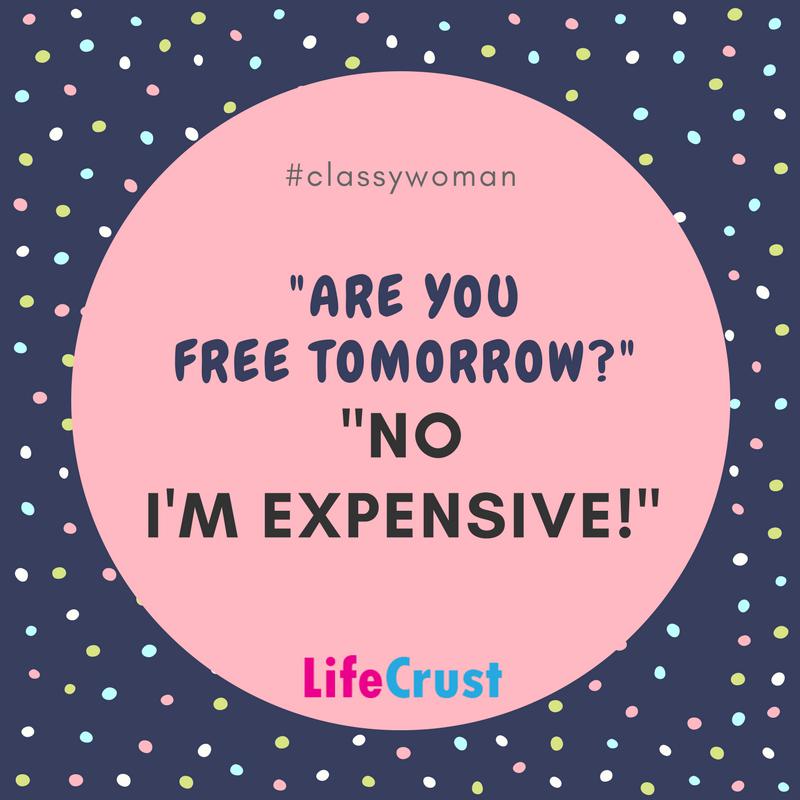 #classywoman
"ARE YOU
FREE TOMORROW?"
"NO
I'M EXPENSIVE!"
LifeCrust